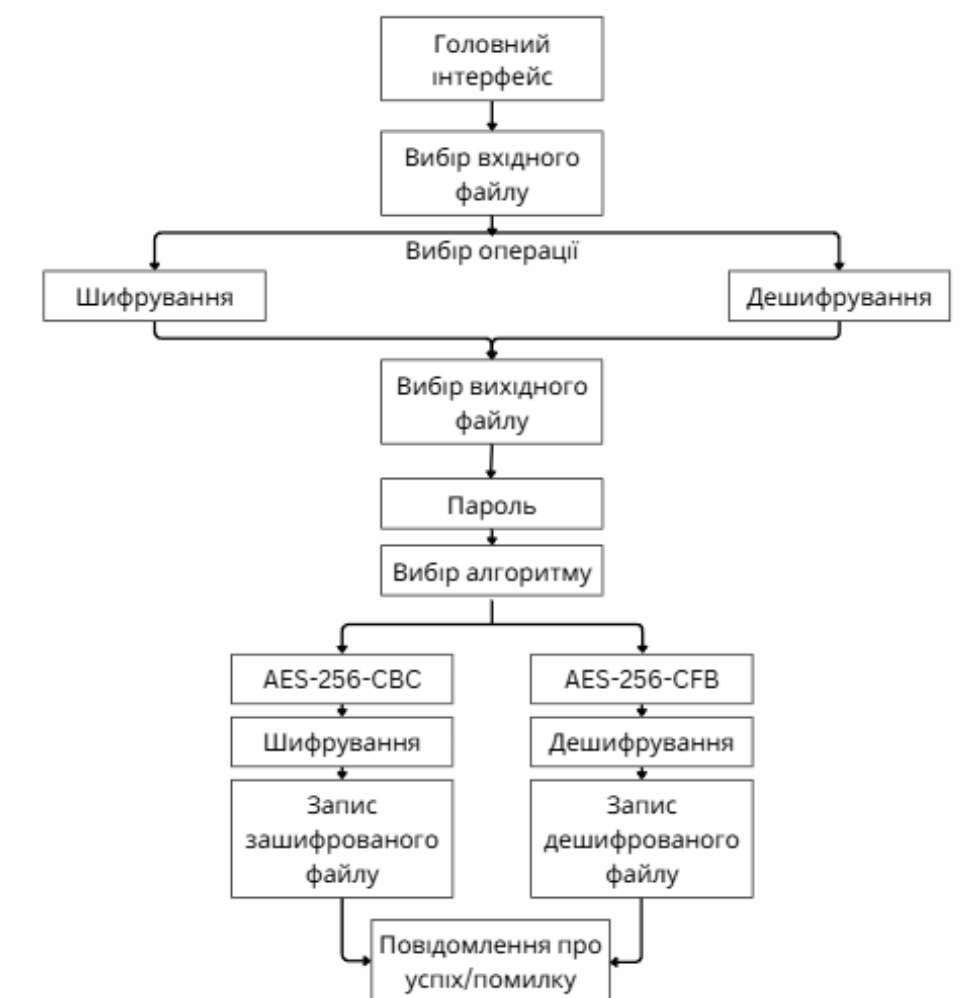 Головний
інтерфейс
Вибір вхідного
файлу
Вибір операції
Шифрування
Дешифрування
Вибір вихідного
файлу
Пароль
Вибір алгоритму
AES-256-CBC
AES-256-CFB
Шифрування
Дешифрування
Запис
зашифрованого
файлу
Запис
дешифрованого
файлу
Повідомлення про
успіх/помилку